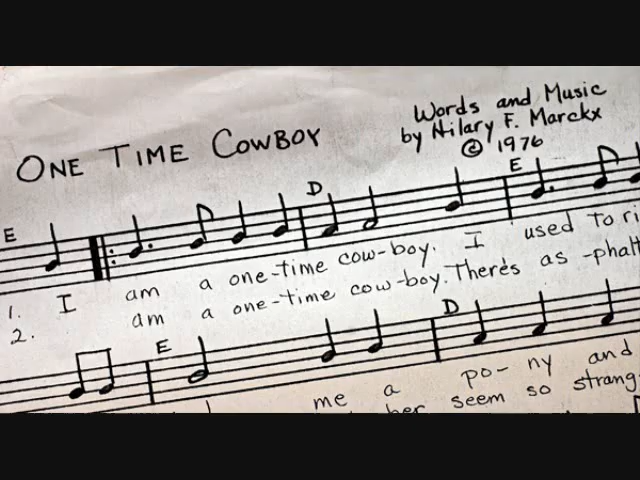 ONE TIME COWBOY
Words and Music
by Hilary F. Marckx
© 1976
E D E
1. I am a one-time cow-boy. I used to ri
2. am a one-time cow-boy. There's as-phalt
E D
me a po-ny and
her seem so strang-